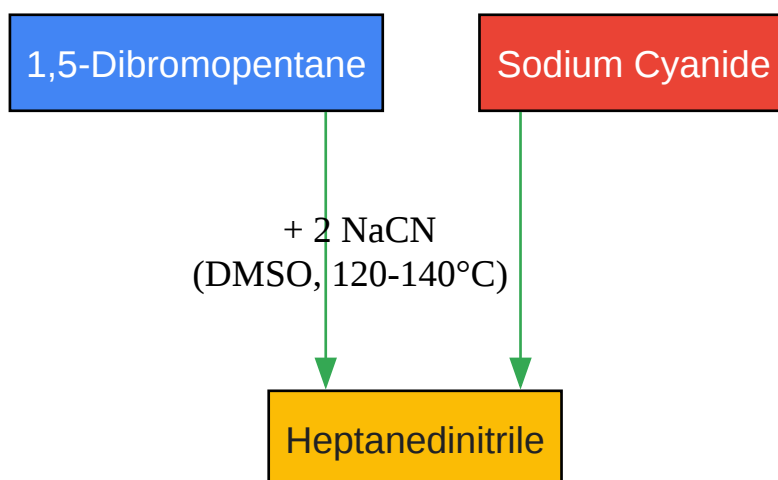 1,5-Dibromopentane
Sodium Cyanide
+ 2 NaCN
(DMSO, 120-140°C)
Heptanedinitrile